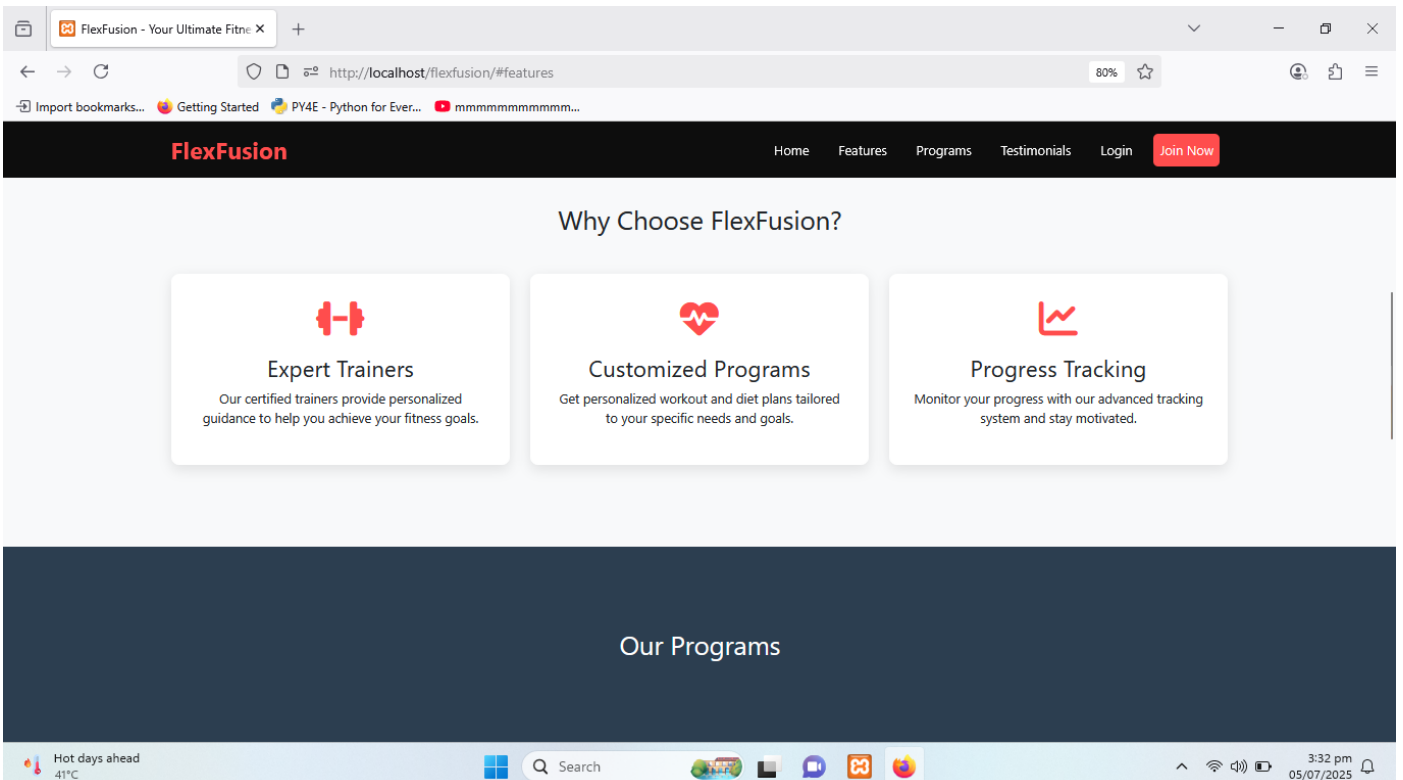 FlexFusion - Your Ultimate Fitne
http://localhost/flexfusion/#features
80%
Import bookmarks...
Getting Started
PY4E - Python for Ever...
mmmmmmmmmmm...
FlexFusion
Home
Features
Programs
Testimonials
Login
Join Now
Why Choose FlexFusion?
Expert Trainers
Our certified trainers provide personalized
guidance to help you achieve your fitness goals.
Customized Programs
Get personalized workout and diet plans tailored
to your specific needs and goals.
Progress Tracking
Monitor your progress with our advanced tracking
system and stay motivated.
Our Programs
Hot days ahead
41°C
Search
3:32 pm
05/07/2025